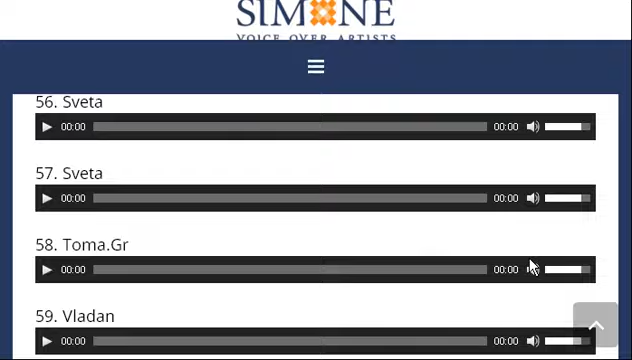 SIMONE
VOICE OVER ARTISTS
56. Sveta
00:00 00:00
57. Sveta
00:00 00:00
58. Toma.Gr
00:00 00:00
59. Vladan
00:00 00:00